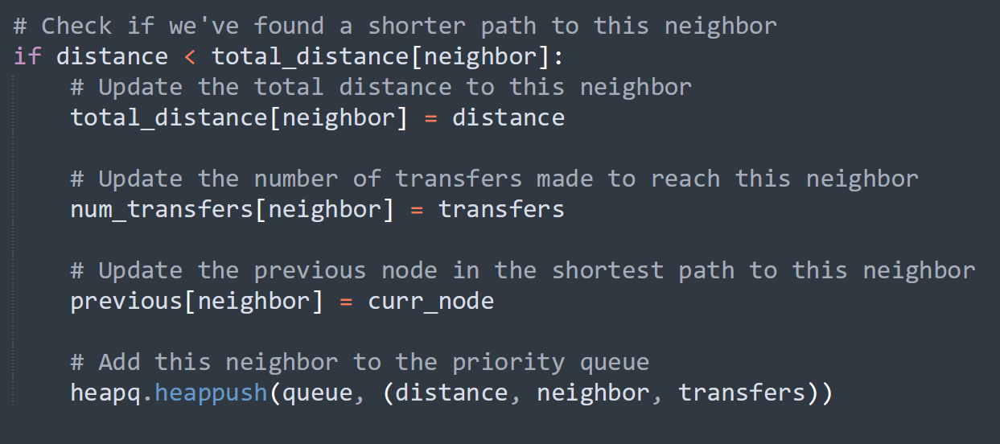 # Check if we've found a shorter path to this neighbor
if distance < total_distance[neighbor]:
    # Update the total distance to this neighbor
    total_distance[neighbor] = distance

    # Update the number of transfers made to reach this neighbor
    num_transfers[neighbor] = transfers

    # Update the previous node in the shortest path to this neighbor
    previous[neighbor] = curr_node

    # Add this neighbor to the priority queue
    heapq.heappush(queue, (distance, neighbor, transfers))